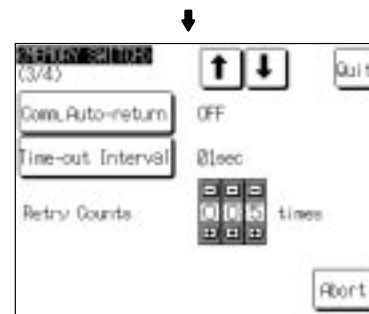 (MEMORY SWITCH)
(3/4)
Quit
Comm. Auto-return OFF
Time-out Interval 01sec
Retry Counts 005 times
Abort